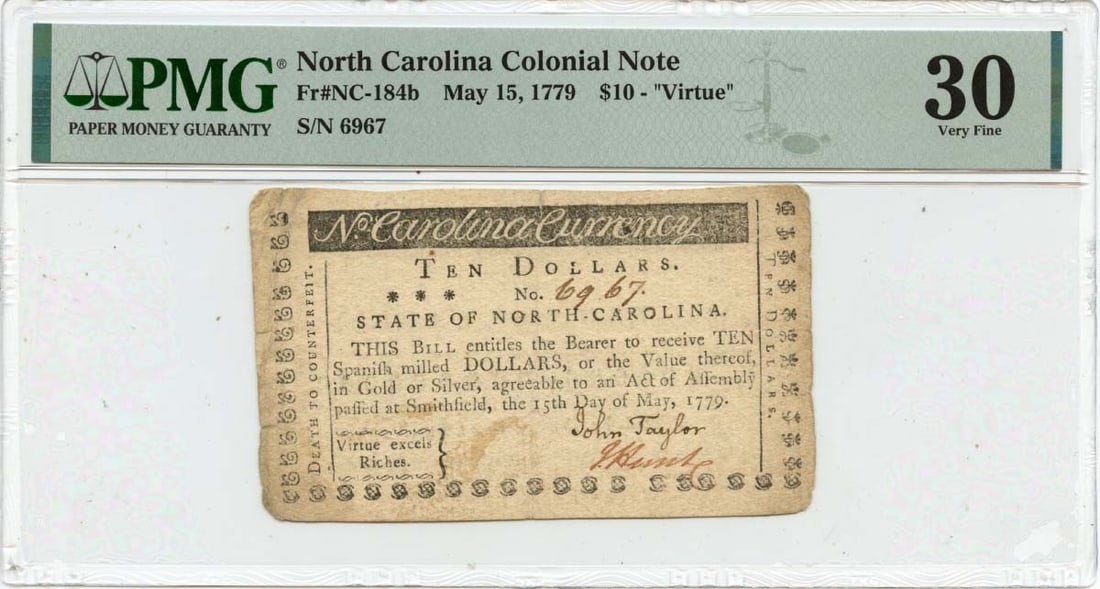 PMG®
PAPER MONEY GUARANTY
North Carolina Colonial Note
Fr#NC-184b May 15, 1779 $10 - "Virtue"
S/N 6967
30
Very Fine
No Carolina Currency
TEN DOLLARS.
* * * No. 6967.
STATE OF NORTH-CAROLINA.
THIS BILL entitles the Bearer to receive TEN
Spaniſh milled DOLLARS, or the Value thereof,
in Gold or Silver, agreeable to an Act of Aſſembly
paſſed at Smithfield, the 15th Day of May, 1779.
John Taylor
J Hunt
Virtue excels
Riches.
DEATH TO COUNTERFEIT.
TEN DOLLARS.